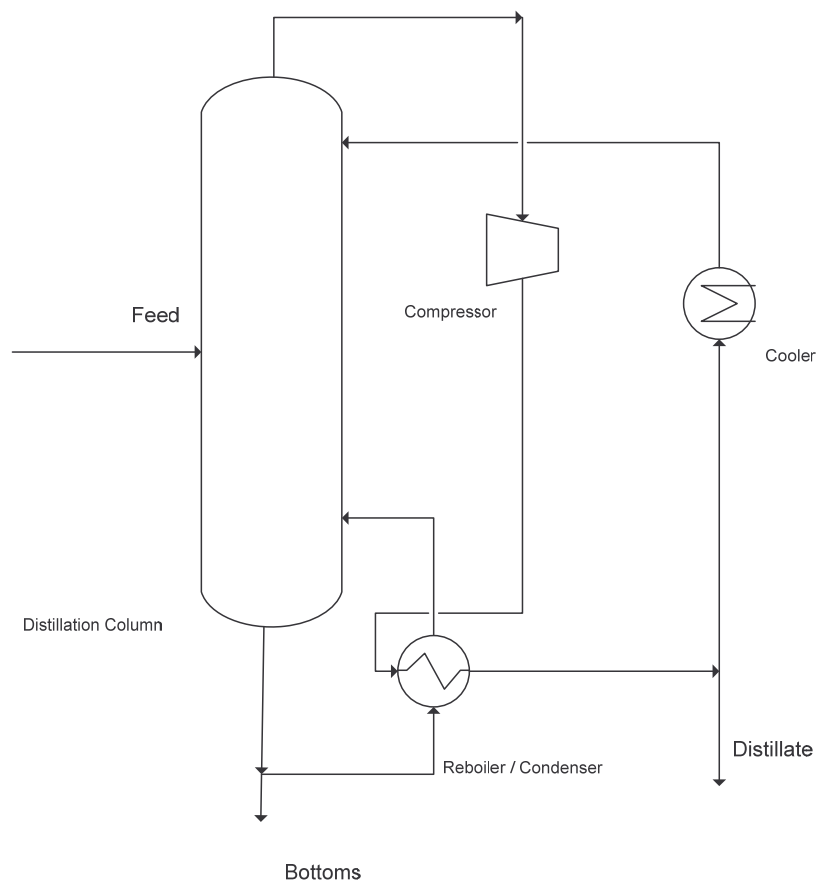 Feed
Compressor
Cooler
Distillation Column
Distillate
Reboiler / Condenser
Bottoms